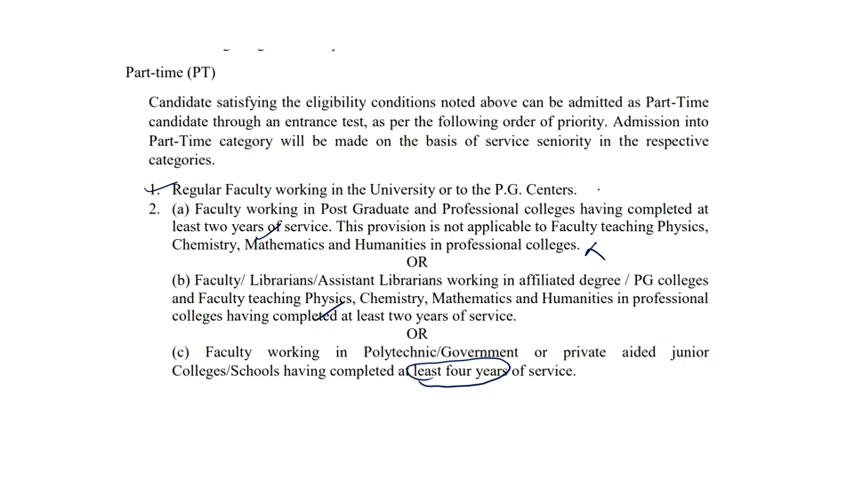 Part-time (PT)
Candidate satisfying the eligibility conditions noted above can be admitted as Part-Time
candidate through an entrance test, as per the following order of priority. Admission into
Part-Time category will be made on the basis of service seniority in the respective
categories.
1. Regular Faculty working in the University or to the P.G. Centers.
2. (a) Faculty working in Post Graduate and Professional colleges having completed at
least two years of service. This provision is not applicable to Faculty teaching Physics,
Chemistry, Mathematics and Humanities in professional colleges.
OR
(b) Faculty/ Librarians/Assistant Librarians working in affiliated degree / PG colleges
and Faculty teaching Physics, Chemistry, Mathematics and Humanities in professional
colleges having completed at least two years of service.
OR
(c) Faculty working in Polytechnic/Government or private aided junior
Colleges/Schools having completed at least four years of service.